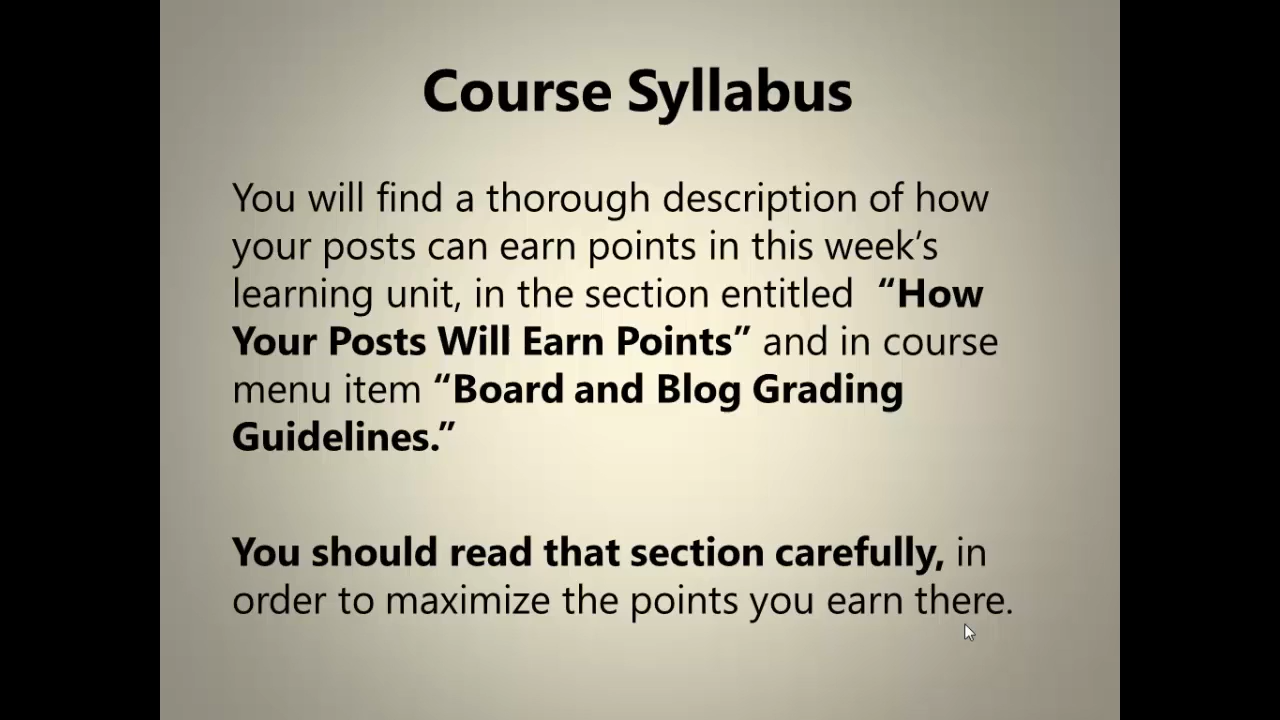 Course Syllabus
You will find a thorough description of how
your posts can earn points in this week’s
learning unit, in the section entitled “How
Your Posts Will Earn Points” and in course
menu item “Board and Blog Grading
Guidelines.”
You should read that section carefully, in
order to maximize the points you earn there.